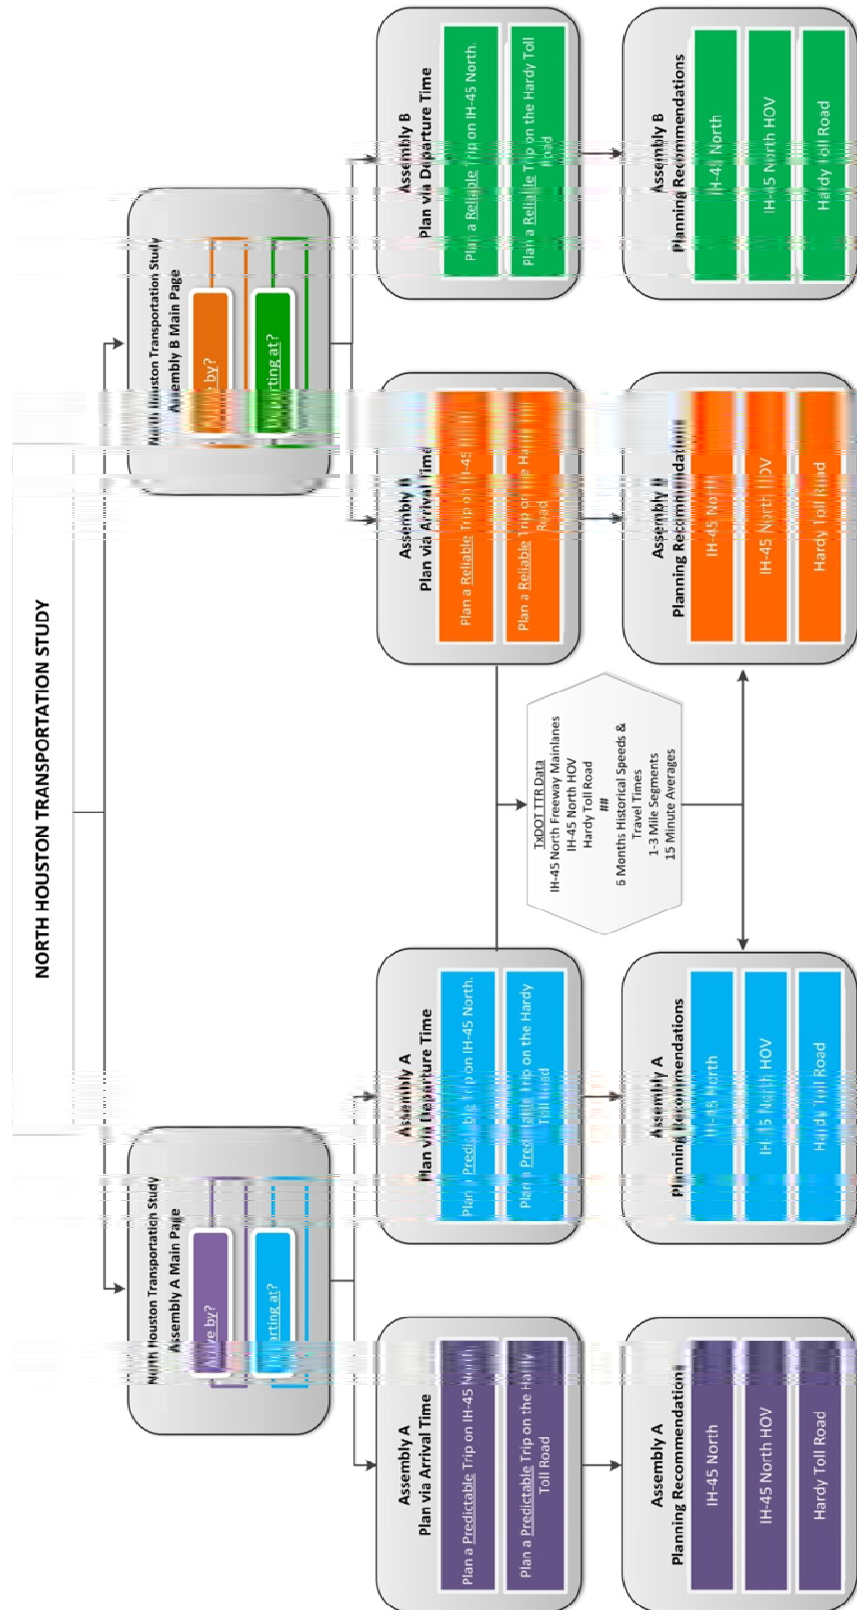 NORTH HOUSTON TRANSPORTATION STUDY
North Houston Transportation Study
Assembly A Main Page
by?
at?
North Houston Transportation Study
Assembly B Main Page
by?
at?
Assembly A
Plan via Arrival Time
Plan a Predictable Trip on IH-45 North
Plan a Predictable Trip on the Hardy
Toll Road
Assembly A
Plan via Departure Time
Plan a Predictable Trip on IH-45 North.
Plan a Predictable Trip on the Hardy
Toll Road
TxDOT TTR Data
IH-45 North Freeway Mainlanes
IH-45 North HOV
Hardy Toll Road
##
6 Months Historical Speeds &
Travel Times
1-3 Mile Segments
15 Minute Averages
Assembly B
Plan via Arrival Time
Plan a Reliable Trip on IH-45
Plan a Reliable Trip on the
Road
Assembly B
Plan via Departure Time
Plan a Reliable Trip on IH-45 North.
Plan a Reliable Trip on the Hardy Toll
Road
Assembly A
Planning Recommendations
IH-45 North
IH-45 North HOV
Hardy Toll Road
Assembly A
Planning Recommendations
IH-45 North
IH-45 North HOV
Hardy Toll Road
Assembly B
Planning Recommendations
IH-45 North
IH-45 North HOV
Hardy Toll Road
Assembly B
Planning Recommendations
IH-45 North
IH-45 North HOV
Hardy Toll Road